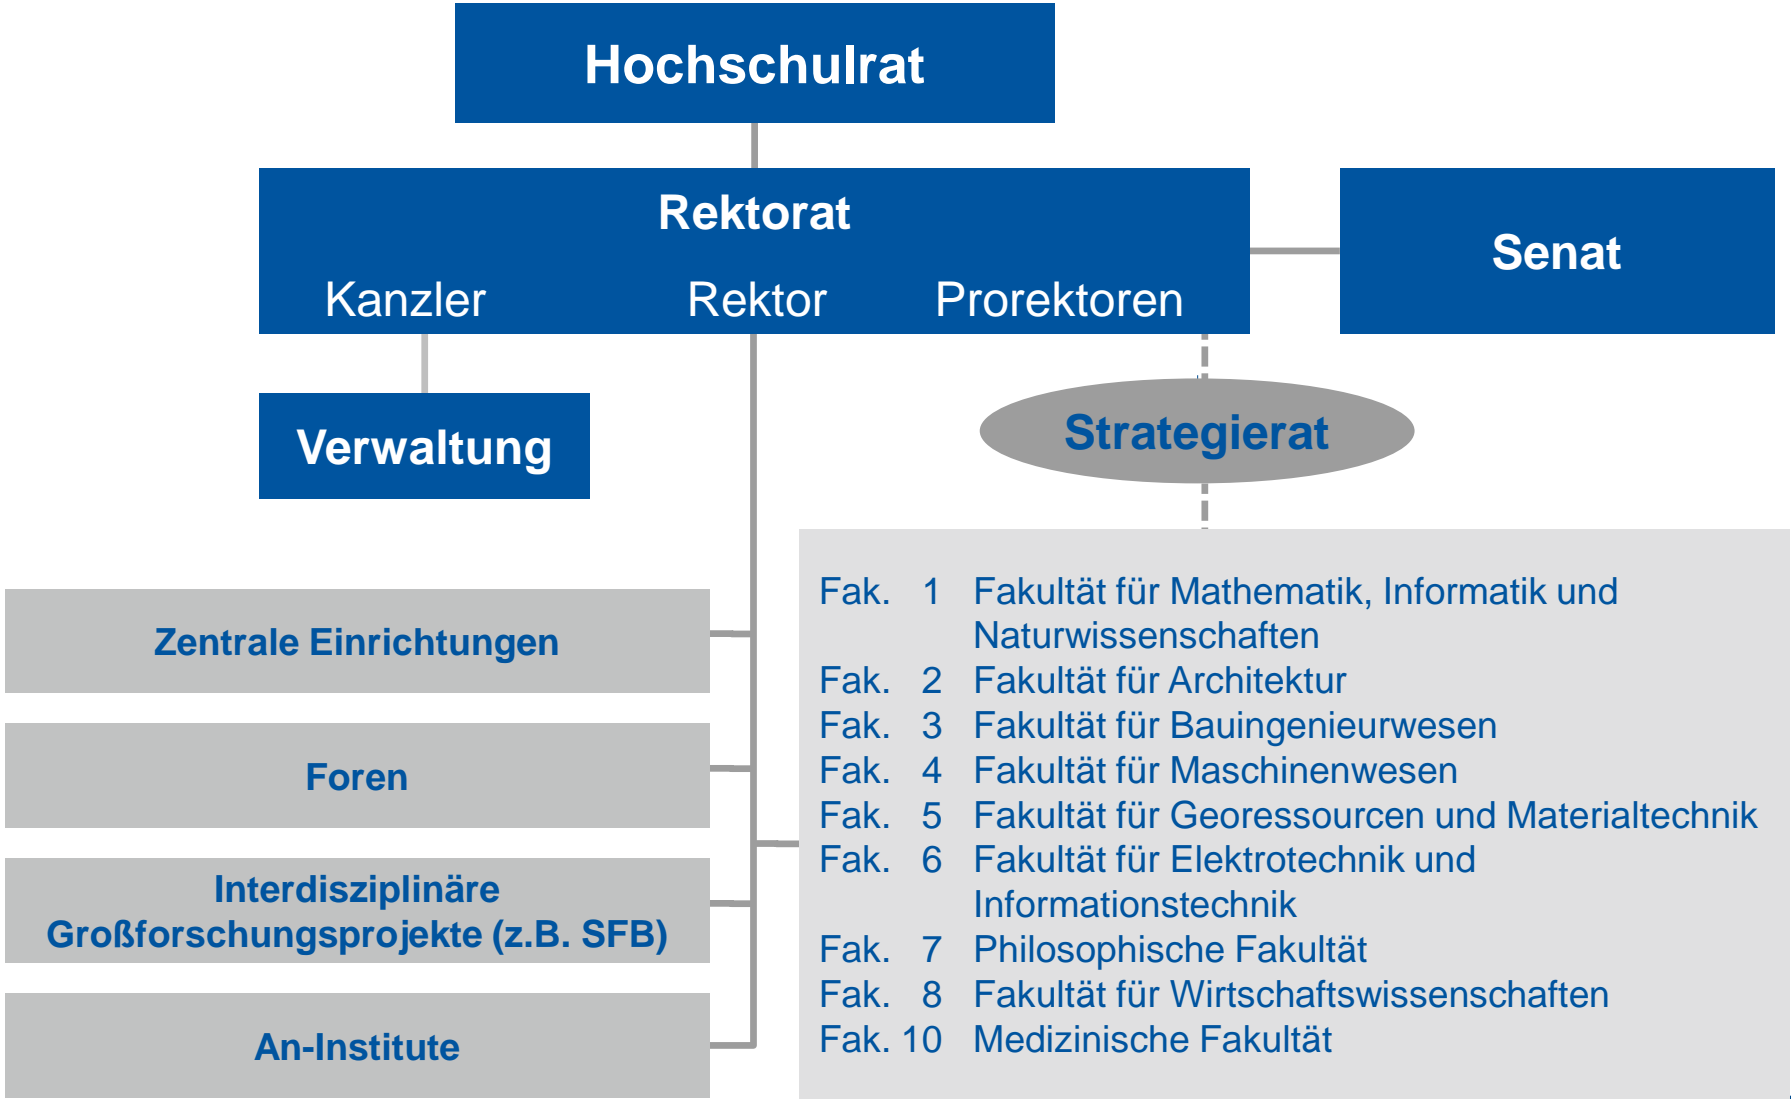 Hochschulrat
Rektorat
Kanzler Rektor Prorektoren
Senat
Verwaltung
Strategierat
Zentrale Einrichtungen
Foren
Interdisziplinäre
Großforschungsprojekte (z.B. SFB)
An-Institute
Fak. 1 Fakultät für Mathematik, Informatik und
Naturwissenschaften
Fak. 2 Fakultät für Architektur
Fak. 3 Fakultät für Bauingenieurwesen
Fak. 4 Fakultät für Maschinenwesen
Fak. 5 Fakultät für Georessourcen und Materialtechnik
Fak. 6 Fakultät für Elektrotechnik und
Informationstechnik
Fak. 7 Philosophische Fakultät
Fak. 8 Fakultät für Wirtschaftswissenschaften
Fak. 10 Medizinische Fakultät